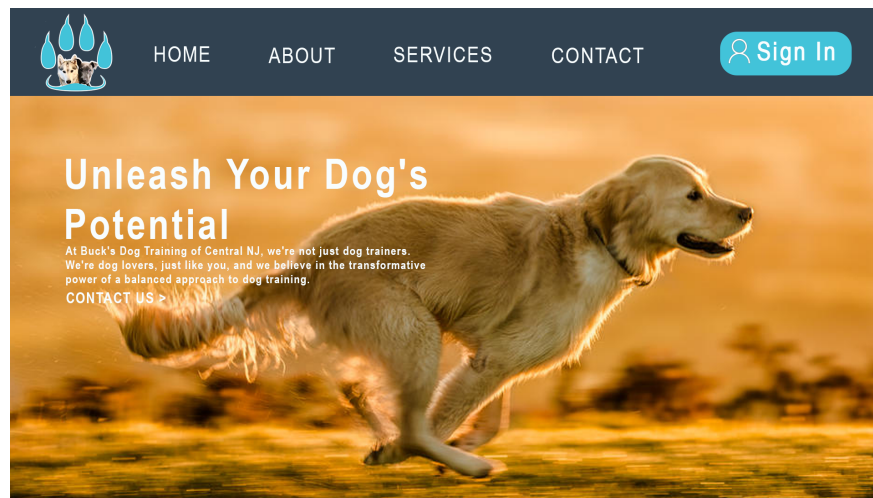 HOME ABOUT SERVICES CONTACT Sign In
Unleash Your Dog's
Potential
At Buck's Dog Training of Central NJ, we're not just dog trainers.
We're dog lovers, just like you, and we believe in the transformative
power of a balanced approach to dog training.
CONTACT US >